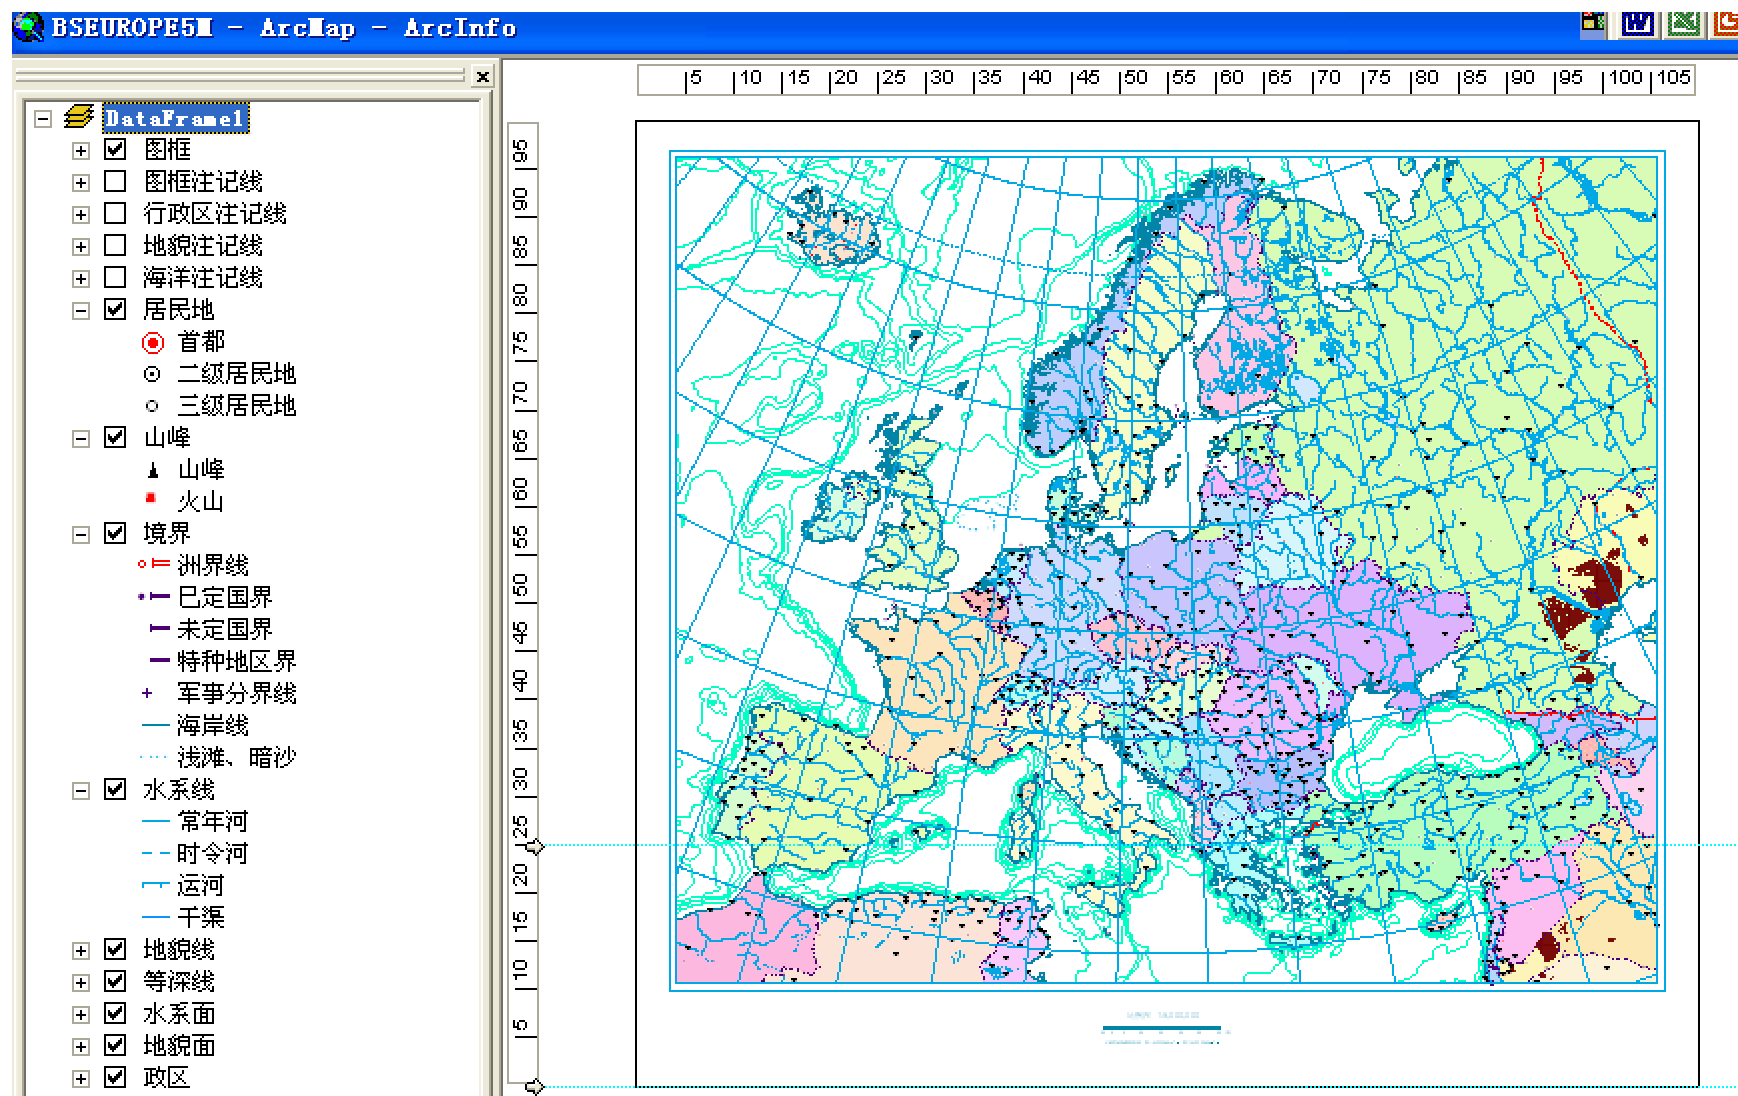 BSEUROPE5M - ArcMap - ArcInfo
5 10 15 20 25 30 35 40 45 50 55 60 65 70 75 80 85 90 95 100 105
DataFrame1
图框
图框注记线
行政区注记线
地貌注记线
海洋注记线
居民地
首都
二级居民地
三级居民地
山峰
山峰
火山
境界
洲界线
已定国界
未定国界
特种地区界
军事分界线
海岸线
浅滩、暗沙
水系线
常年河
时令河
运河
干渠
地貌线
等深线
水系面
地貌面
政区
95
90
85
80
75
70
65
60
55
50
45
40
35
30
25
20
15
10
5